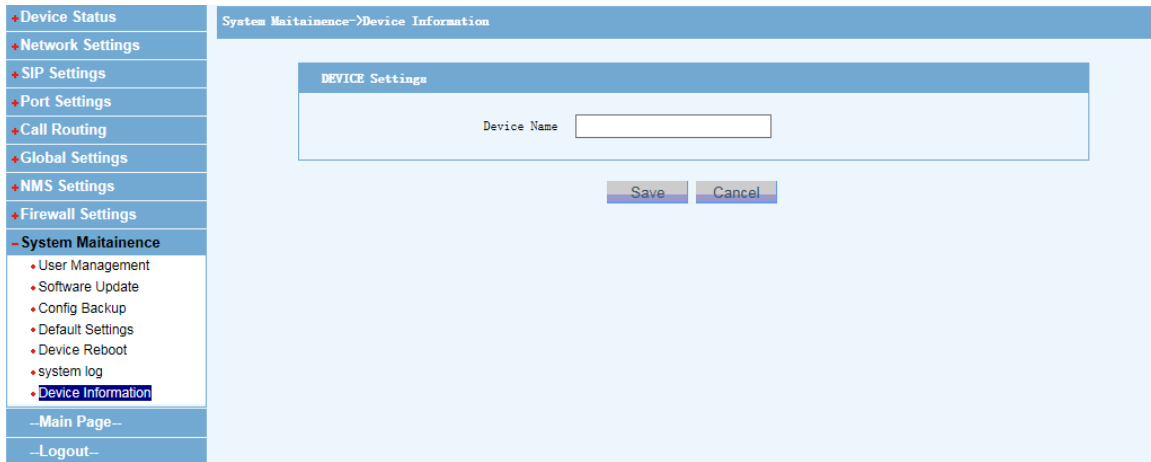 +Device Status
+Network Settings
+SIP Settings
+Port Settings
+Call Routing
+Global Settings
+NMS Settings
+Firewall Settings
-System Maitainence
User Management
Software Update
Config Backup
Default Settings
Device Reboot
system log
Device Information
--Main Page--
--Logout--
System Maitainence->Device Information
DEVICE Settings
Device Name
Save Cancel